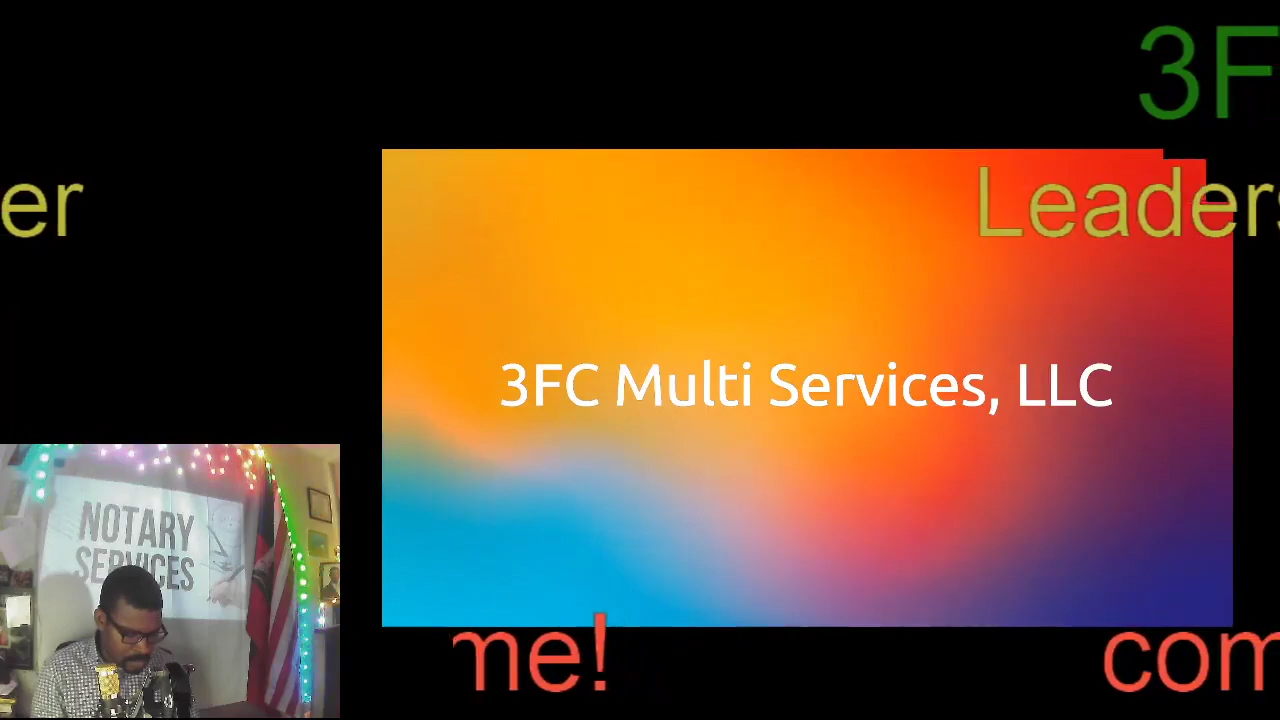 3F
er
Leaders
3FC Multi Services, LLC
NOTARY
SERVICES
me!
com